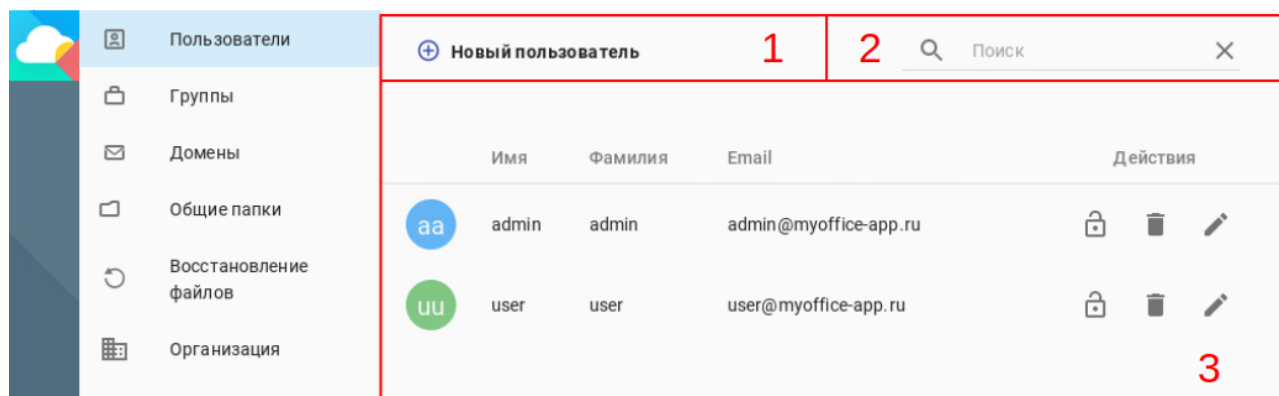 Пользователи
Группы
Домены
Общие папки
Восстановление
файлов
Организация
Новый пользователь 1
2 Поиск
Имя Фамилия Email Действия
aa admin admin admin@myoffice-app.ru
uu user user user@myoffice-app.ru
3